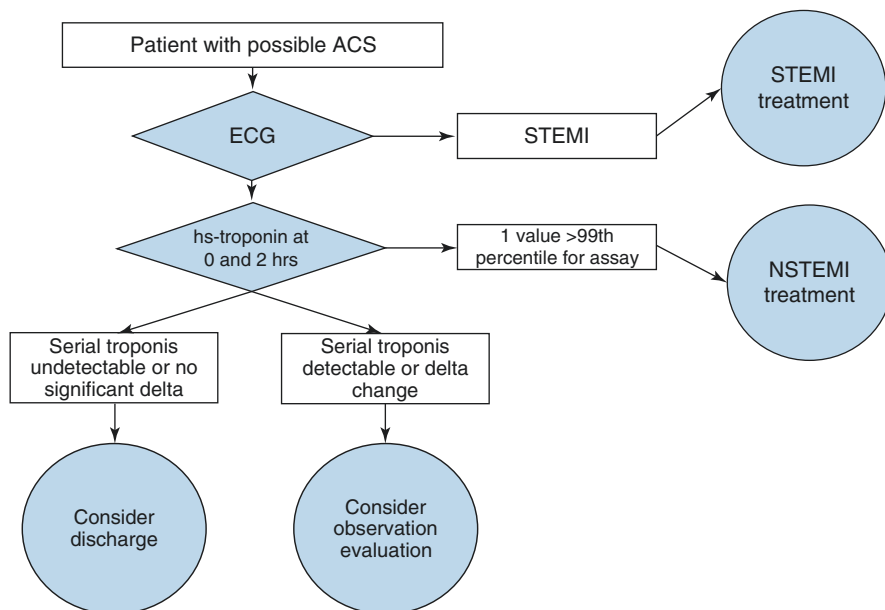 Patient with possible ACS
ECG
STEMI
STEMI
treatment
hs-troponin at
0 and 2 hrs
1 value >99th
percentile for assay
NSTEMI
treatment
Serial troponis
undetectable or no
significant delta
Serial troponis
detectable or delta
change
Consider
discharge
Consider
observation
evaluation